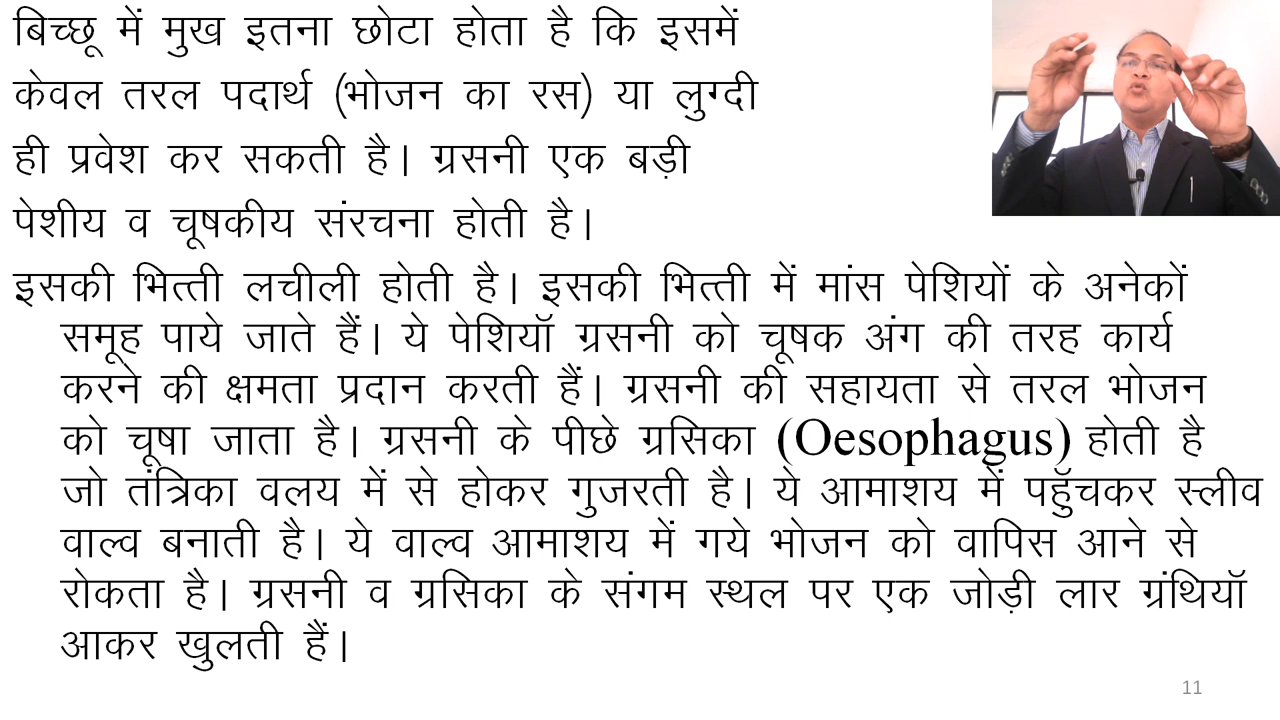 बिच्छू में मुख इतना छोटा होता है कि इसमें
केवल तरल पदार्थ (भोजन का रस) या लुग्दी
ही प्रवेश कर सकती है। ग्रसनी एक बड़ी
पेशीय व चूषकीय संरचना होती है।
इसकी भित्ती लचीली होती है। इसकी भित्ती में मांस पेशियों के अनेकों
समूह पाये जाते हैं। ये पेशियॉ ग्रसनी को चूषक अंग की तरह कार्य
करने की क्षमता प्रदान करती हैं। ग्रसनी की सहायता से तरल भोजन
को चूषा जाता है। ग्रसनी के पीछे ग्रसिका (Oesophagus) होती है
जो तंत्रिका वलय में से होकर गुजरती है। ये आमाशय में पहुॅचकर स्लीव
वाल्व बनाती है। ये वाल्व आमाशय में गये भोजन को वापिस आने से
रोकता है। ग्रसनी व ग्रसिका के संगम स्थल पर एक जोड़ी लार ग्रंथियॉ
आकर खुलती हैं।
11